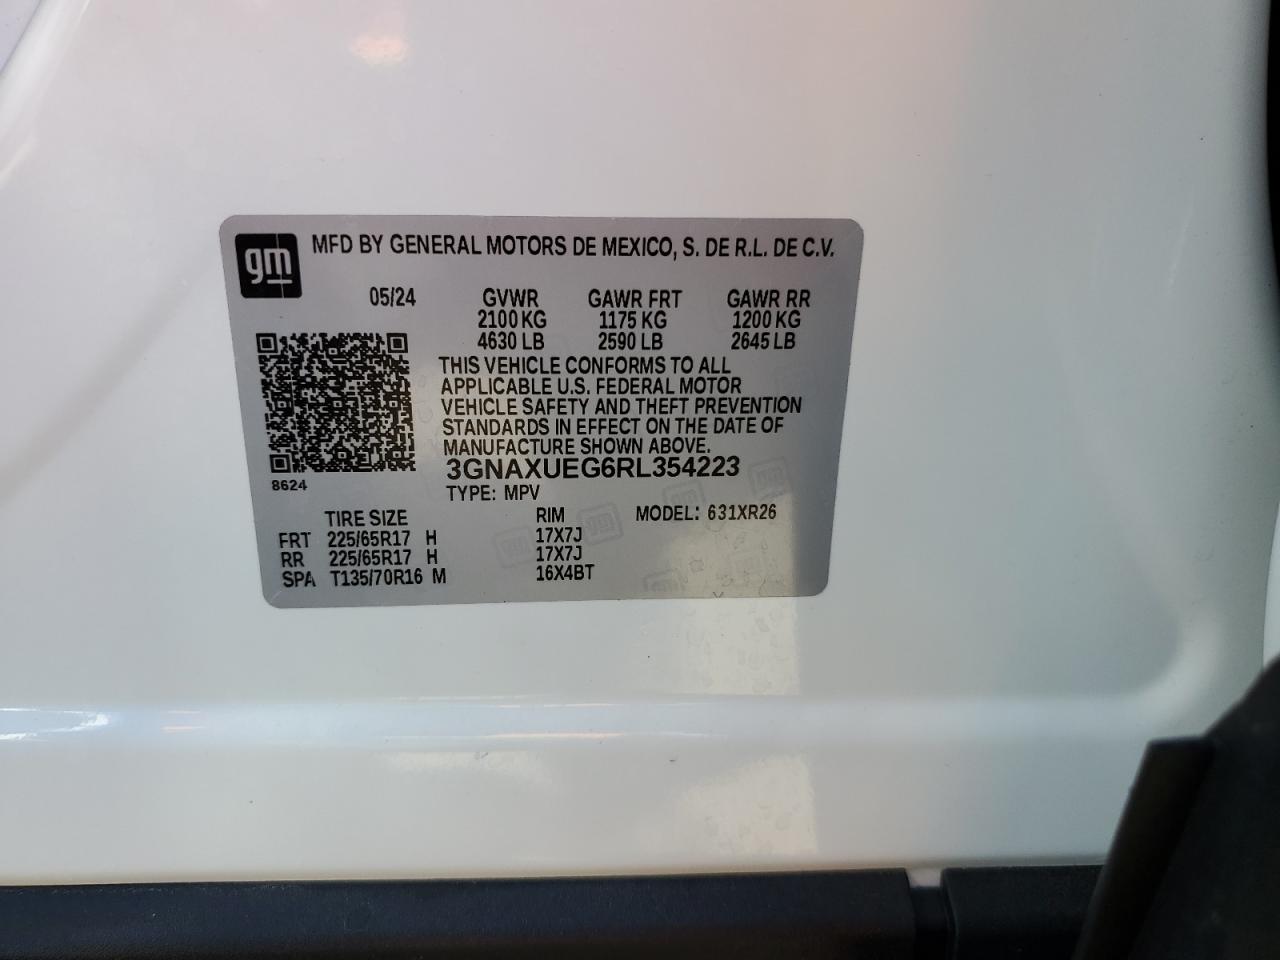 gm MFD BY GENERAL MOTORS DE MEXICO, S. DE R.L. DE C.V.
05/24 GVWR GAWR FRT GAWR RR
2100 KG 1175 KG 1200 KG
4630 LB 2590 LB 2645 LB
THIS VEHICLE CONFORMS TO ALL
APPLICABLE U.S. FEDERAL MOTOR
VEHICLE SAFETY AND THEFT PREVENTION
STANDARDS IN EFFECT ON THE DATE OF
MANUFACTURE SHOWN ABOVE.
3GNAXUEG6RL354223
8624
TYPE: MPV
TIRE SIZE RIM MODEL: 631XR26
FRT 225/65R17 H 17X7J
RR 225/65R17 H 17X7J
SPA T135/70R16 M 16X4BT